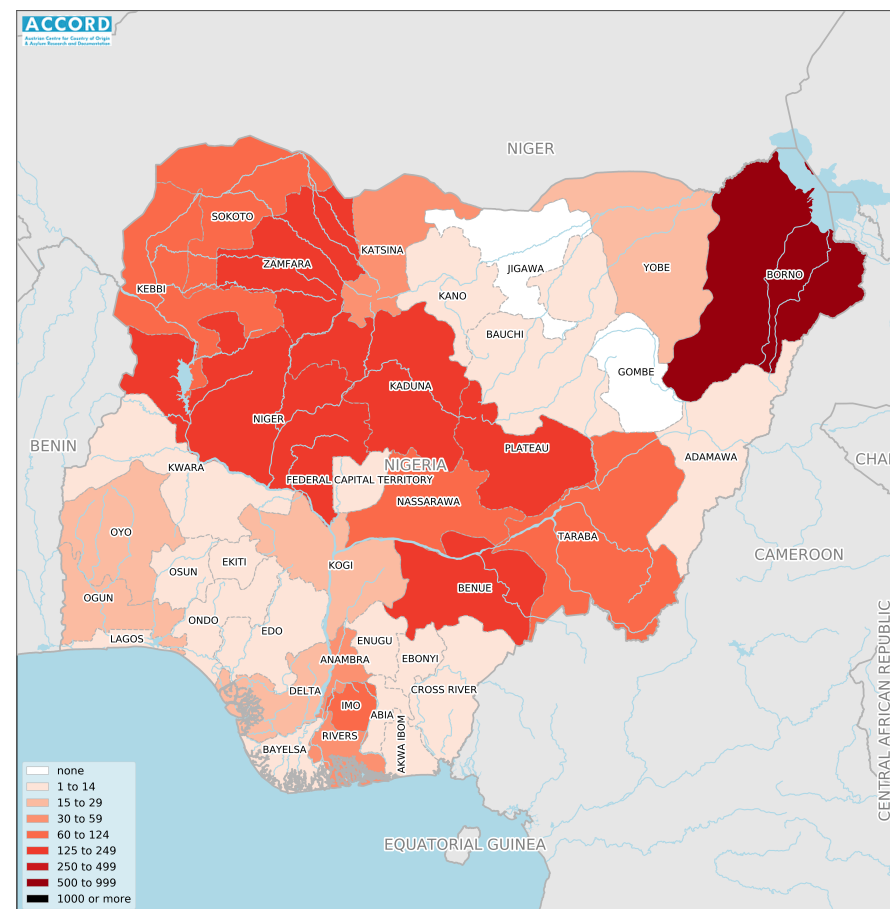 ACCORD
Austrian Centre for Country of Origin
& Asylum Research and Documentation
NIGER
SOKOTO
KATSINA
ZAMFARA
JIGAWA
YOBE
BORNO
KEBBI
KANO
BAUCHI
GOMBE
KADUNA
NIGER
BENIN
PLATEAU
ADAMAWA
CHA
KWARA
NIGERIA
FEDERAL CAPITAL TERRITORY
NASSARAWA
OYO
TARABA
CAMEROON
EKITI
KOGI
OSUN
BENUE
OGUN
ONDO
EDO
LAGOS
ENUGU
ANAMBRA
EBONYI
DELTA
CROSS RIVER
IMO
ABIA
RIVERS
AKWA IBOM
BAYELSA
CENTRAL AFRICAN REPUBLIC
EQUATORIAL GUINEA
none
1 to 14
15 to 29
30 to 59
60 to 124
125 to 249
250 to 499
500 to 999
1000 or more